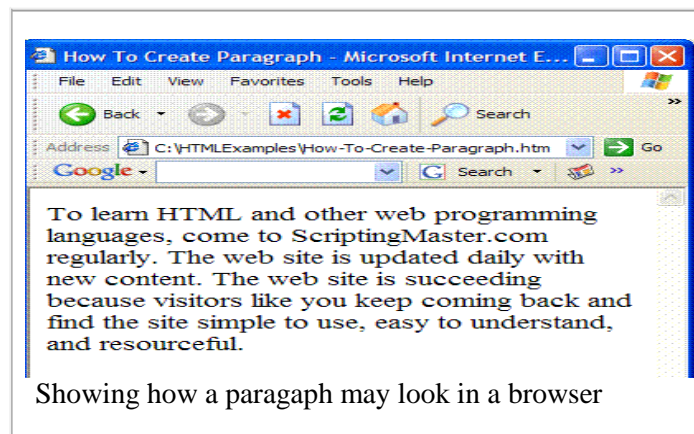 How To Create Paragraph - Microsoft Internet E...
File Edit View Favorites Tools Help
Back Search »
Address C:\HTMLExamples\How-To-Create-Paragraph.htm Go
Google Search »
To learn HTML and other web programming
languages, come to ScriptingMaster.com
regularly. The web site is updated daily with
new content. The web site is succeeding
because visitors like you keep coming back and
find the site simple to use, easy to understand,
and resourceful.
Showing how a paragaph may look in a browser